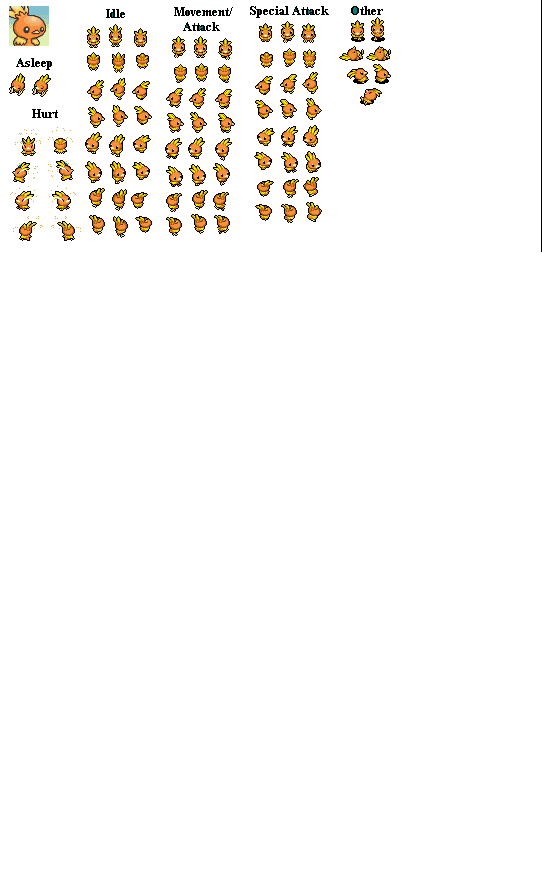 Idle
Movement/
Attack
Special Attack
Other
Asleep
Hurt